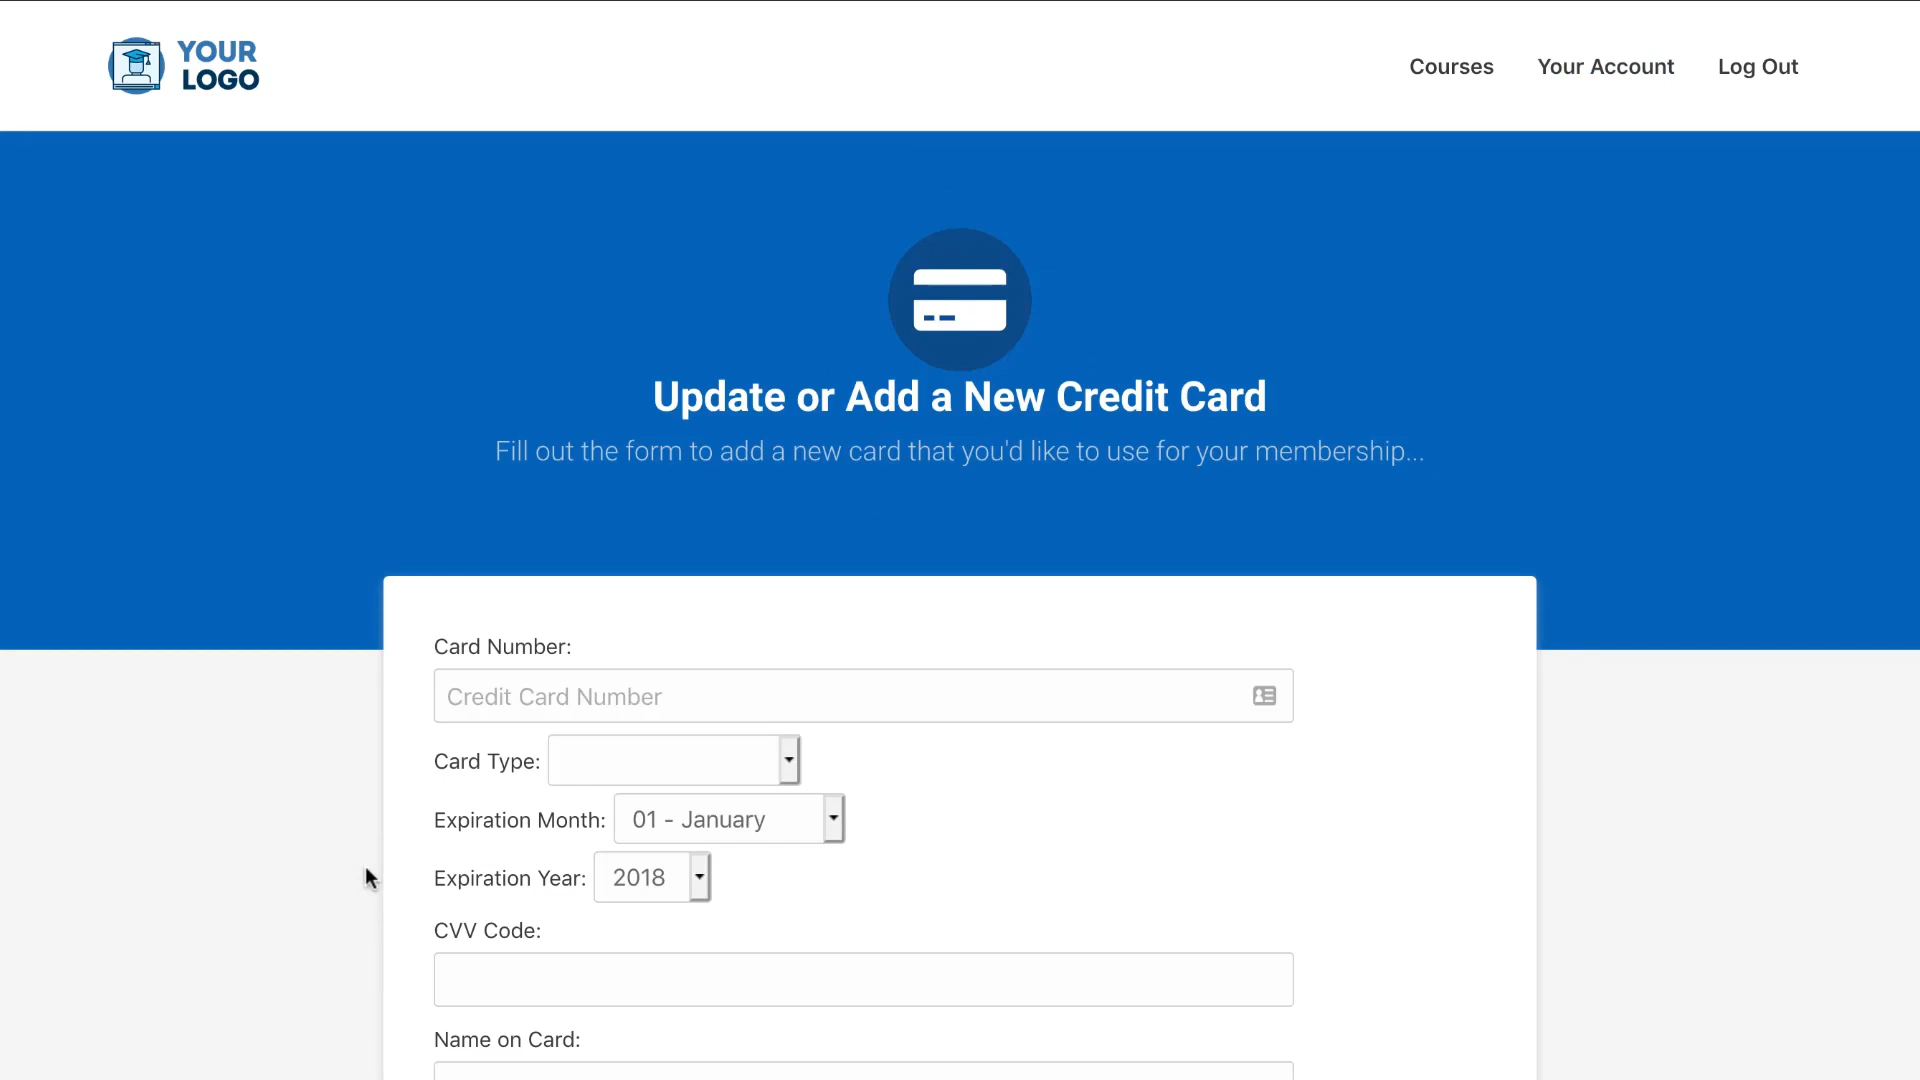 YOUR
LOGO
Courses
Your Account
Log Out
Update or Add a New Credit Card
Fill out the form to add a new card that you'd like to use for your membership...
Card Number:
Credit Card Number
Card Type:
Expiration Month: 01 - January
Expiration Year: 2018
CVV Code:
Name on Card: